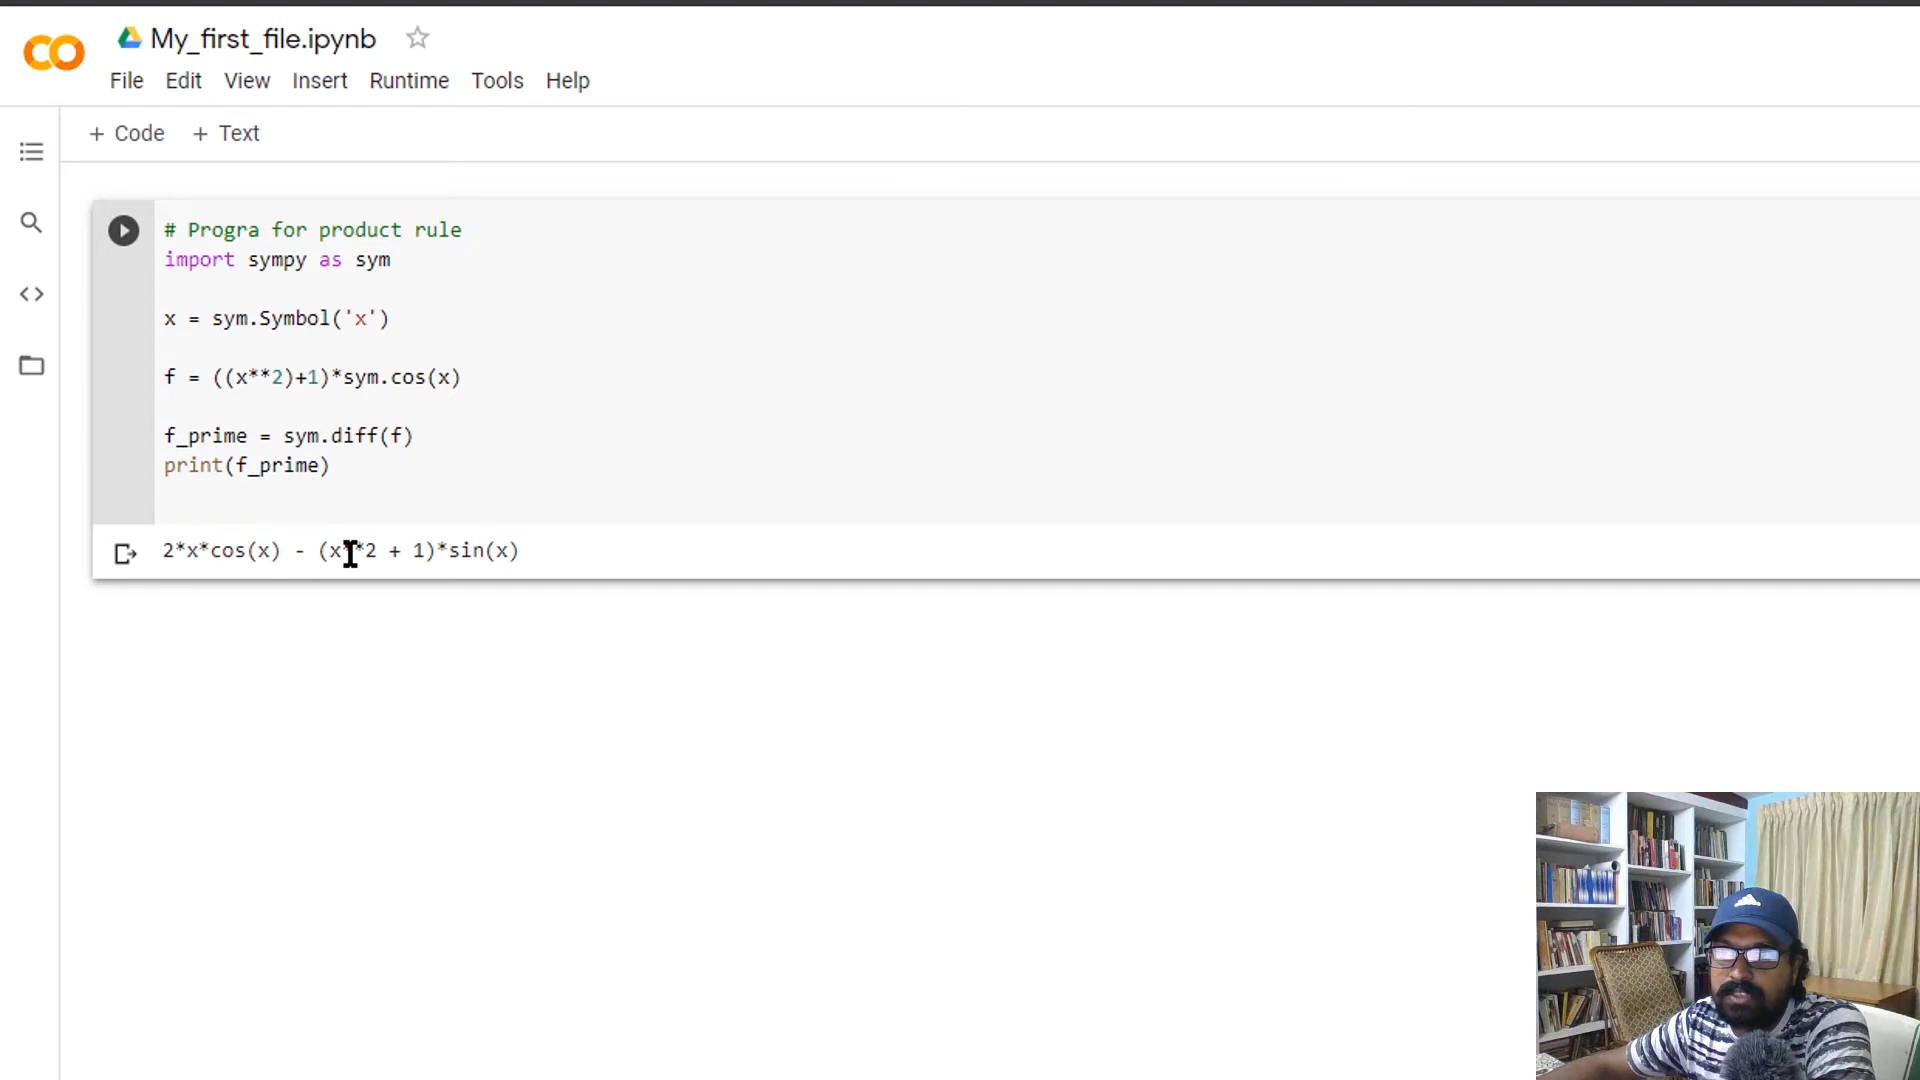 My_first_file.ipynb
File Edit View Insert Runtime Tools Help
+ Code + Text
# Progra for product rule
import sympy as sym
x = sym.Symbol('x')
f = ((x**2)+1)*sym.cos(x)
f_prime = sym.diff(f)
print(f_prime)
2*x*cos(x) - (x**2 + 1)*sin(x)